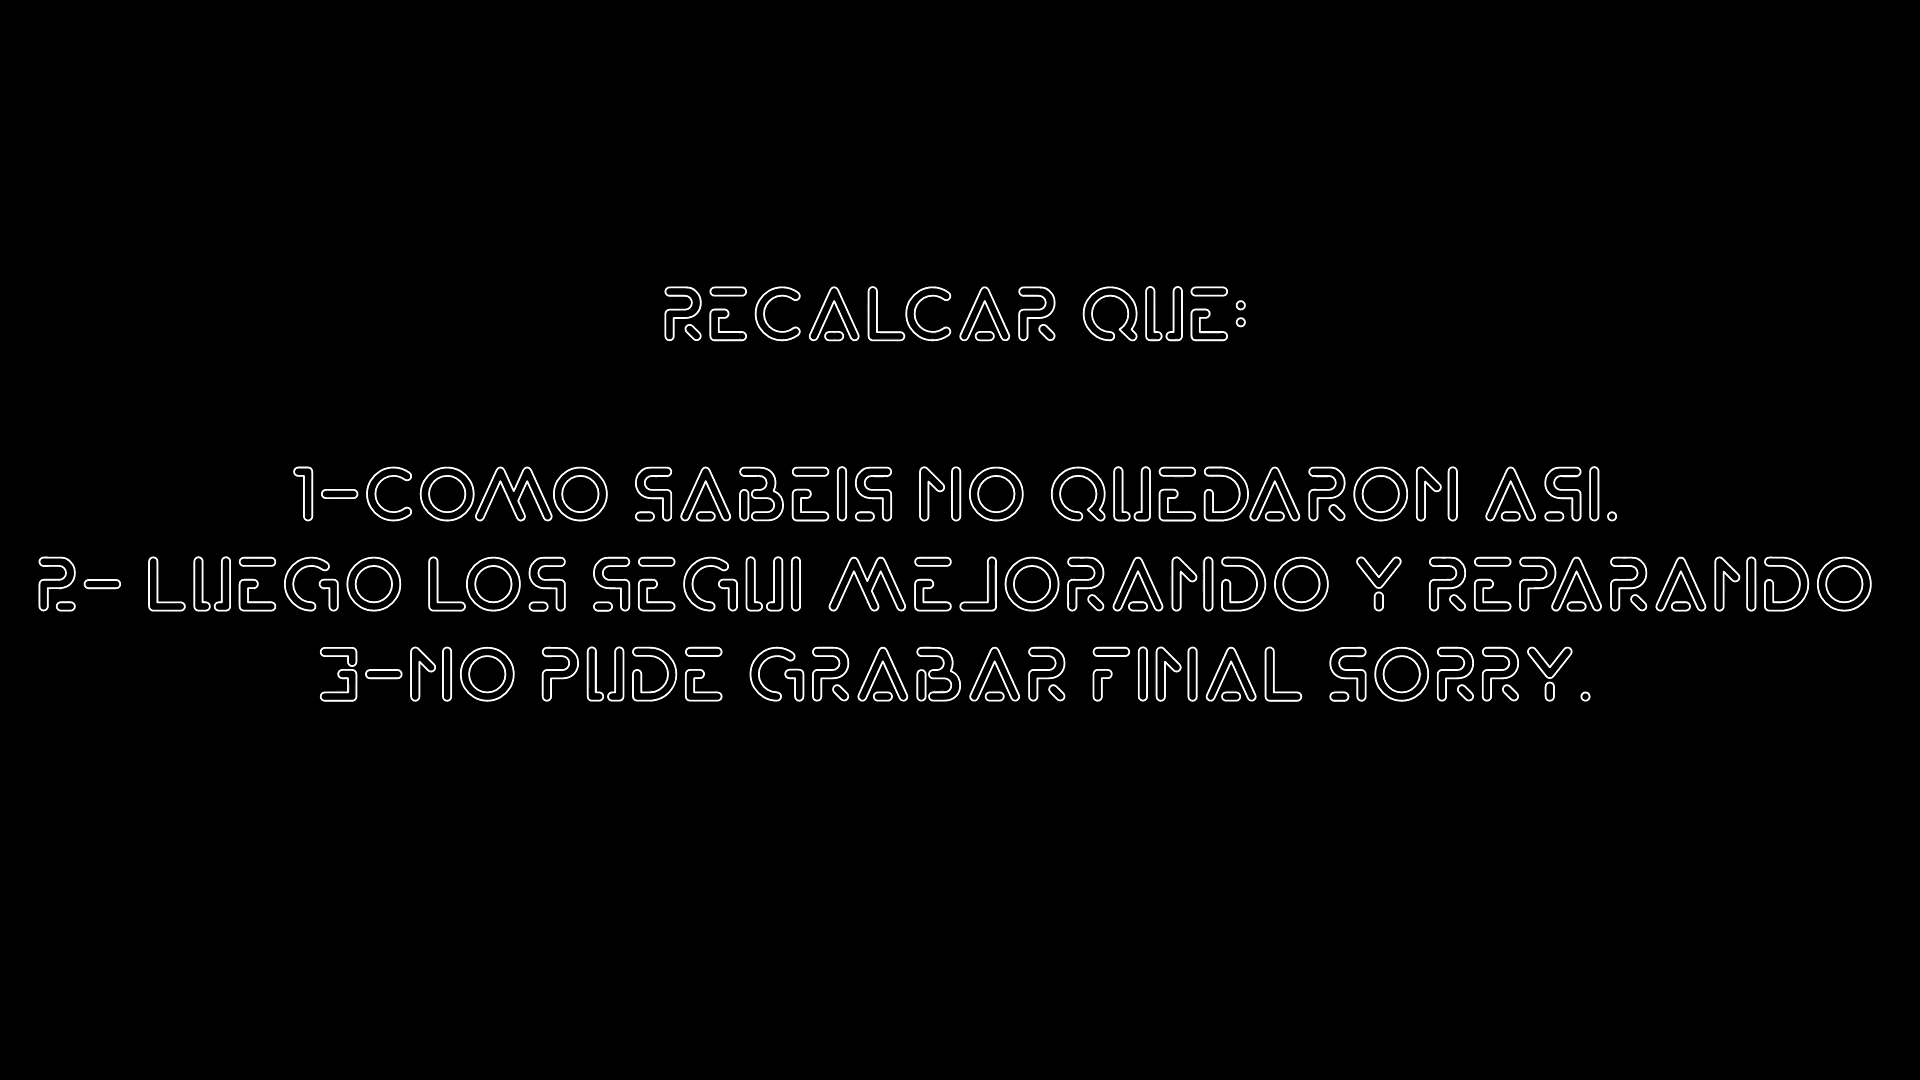 RECALCAR QUE:
1-COMO SABEIS NO QUEDARON ASI.
2- LUEGO LOS SEGUI MEJORANDO Y REPARANDO
3-NO PUDE GRABAR FINAL SORRY.